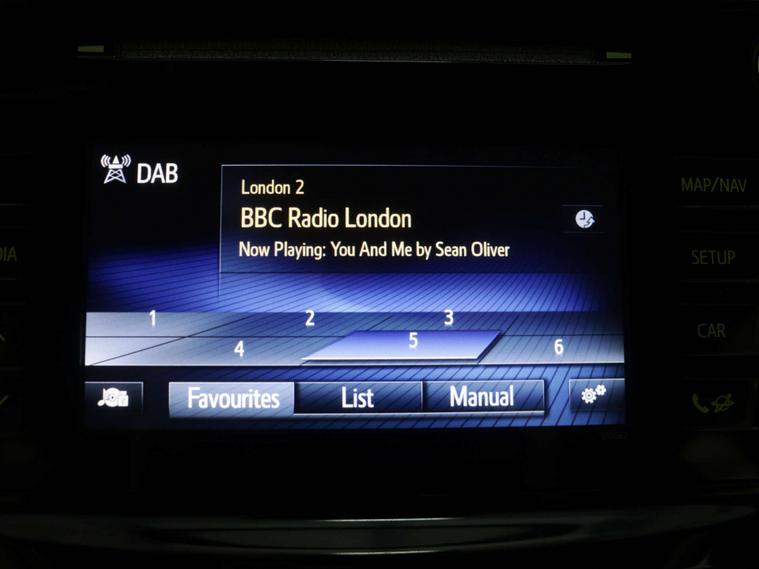 DAB
London 2
BBC Radio London
Now Playing: You And Me by Sean Oliver
1 2 3
4 5 6
Favourites List Manual
MAP/NAV
SETUP
CAR
DIA